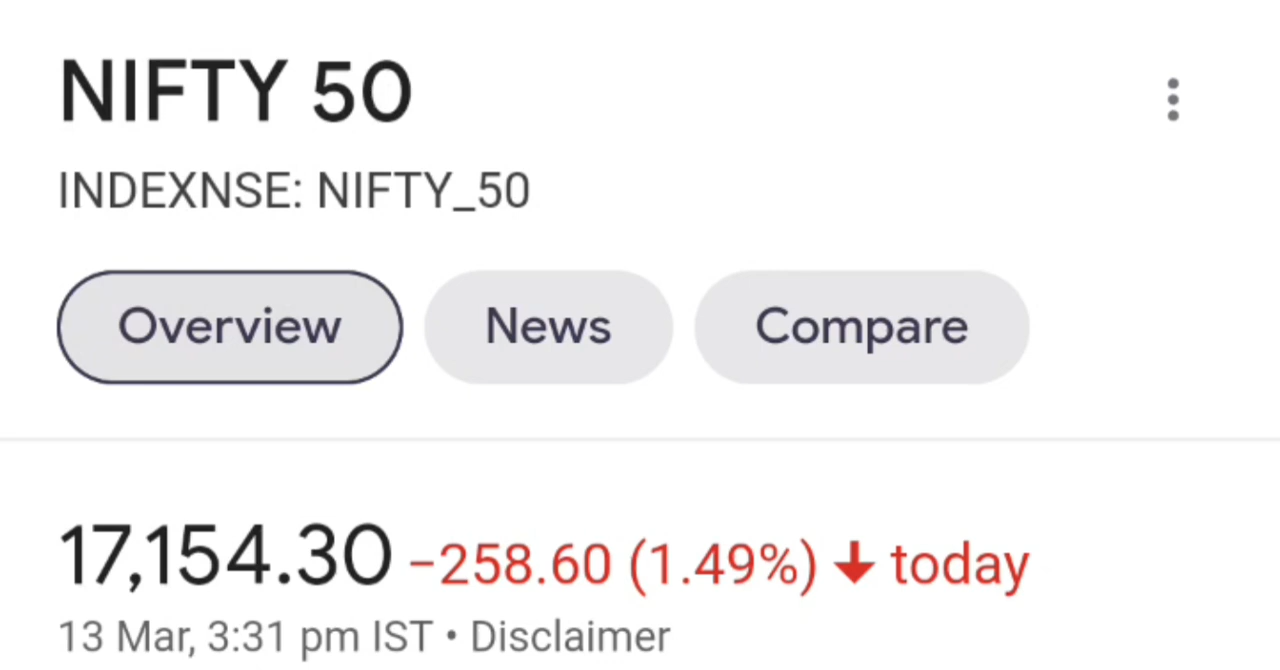 NIFTY 50
INDEXNSE: NIFTY_50
Overview News Compare
17,154.30 -258.60 (1.49%) ↓ today
13 Mar, 3:31 pm IST • Disclaimer